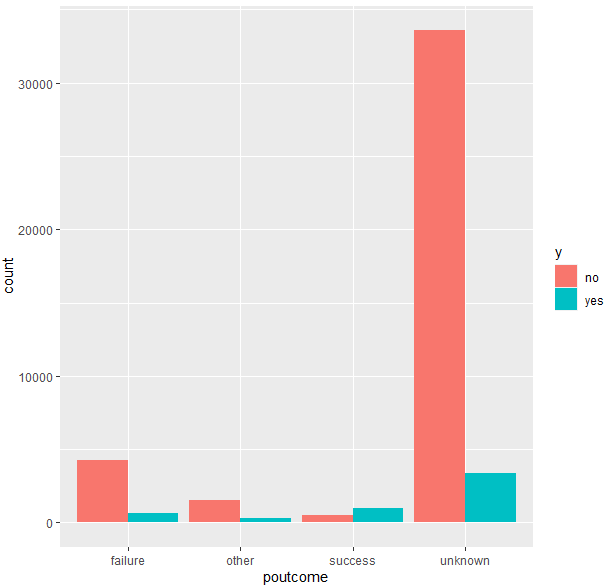 count
30000
20000
10000
0
failure other success unknown
poutcome
y
no
yes